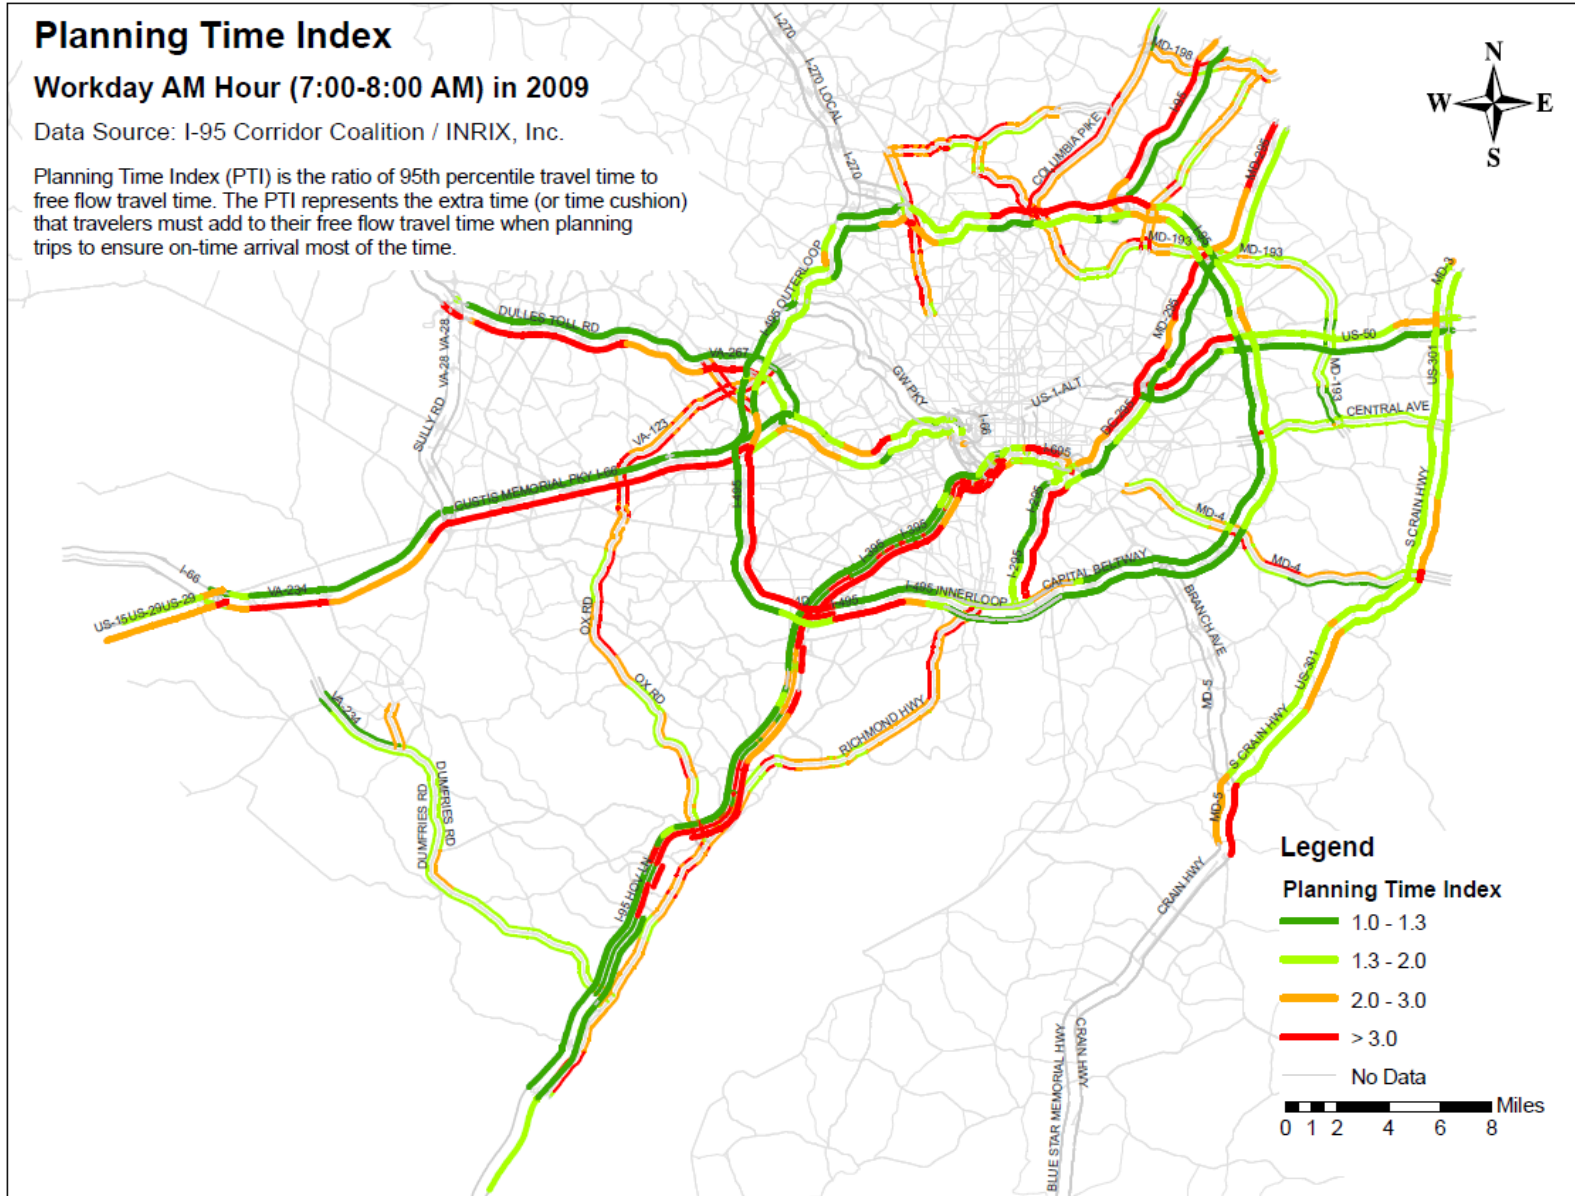 Planning Time Index
Workday AM Hour (7:00-8:00 AM) in 2009
Data Source: I-95 Corridor Coalition / INRIX, Inc.
Planning Time Index (PTI) is the ratio of 95th percentile travel time to
free flow travel time. The PTI represents the extra time (or time cushion)
that travelers must add to their free flow travel time when planning
trips to ensure on-time arrival most of the time.
N
W
E
S
I-270
I-270 LOCAL
I-270
MD-198
I-95
COLUMBIA PIKE
MD-295
I-495 OUTERLOOP
MD-193
I-95
MD-193
MD-3
DULLES TOLL RD
VA-28
VA-28
VA-267
MD-295
US-50
US-301
GW PKY
US-1-ALT
MD-193
SULLY RD
VA-123
I-66
DC-295
CENTRAL AVE
I-695
CUSTIS MEMORIAL PKY I-66
I-495
I-295
MD-4
S CRAIN HWY
I-395
I-395
I-66
VA-234
I-295
CAPITAL BELTWAY
MD-4
US-15 US-29 US-29
I-495
I-495-INNERLOOP
OX RD
BRANCH AVE
OX RD
VA-234
MD-5
US-301
RICHMOND HWY
S CRAIN HWY
DUMFRIES RD
DUMFRIES RD
MD-5
I-95 HOV LN
CRAIN HWY
BLUE STAR MEMORIAL HWY
CRAIN HWY
Legend
Planning Time Index
1.0 - 1.3
1.3 - 2.0
2.0 - 3.0
> 3.0
No Data
Miles
0 1 2 4 6 8